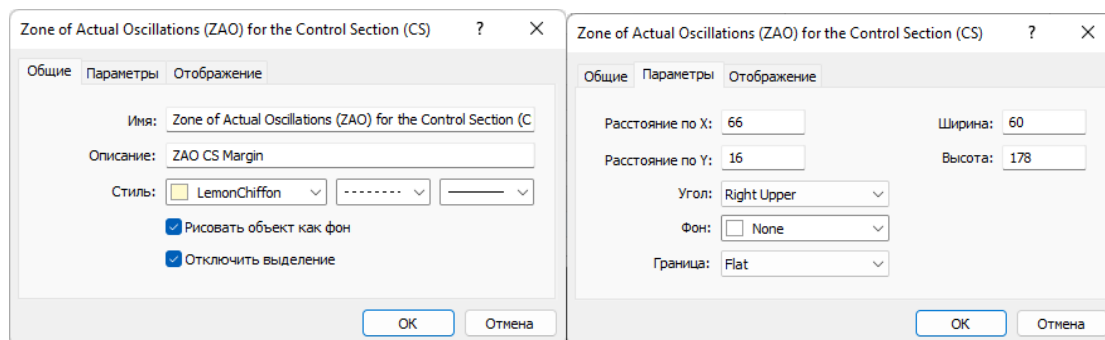 Zone of Actual Oscillations (ZAO) for the Control Section (CS) ?
Общие Параметры Отображение
Имя: Zone of Actual Oscillations (ZAO) for the Control Section (C
Описание: ZAO CS Margin
Стиль: LemonChiffon
Рисовать объект как фон
Отключить выделение
OK Отмена
Zone of Actual Oscillations (ZAO) for the Control Section (CS) ?
Общие Параметры Отображение
Расстояние по X: 66 Ширина: 60
Расстояние по Y: 16 Высота: 178
Угол: Right Upper
Фон: None
Граница: Flat
OK Отмена